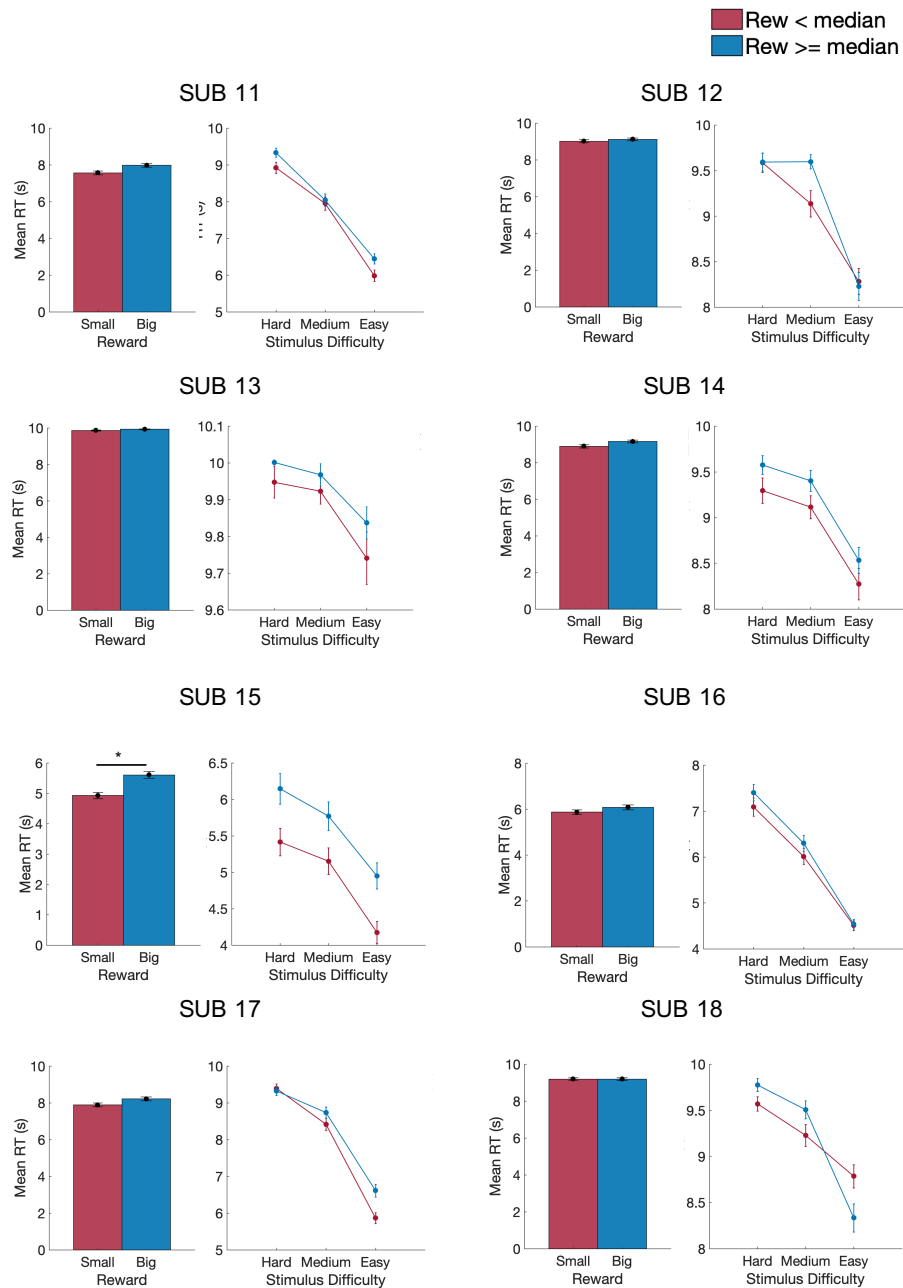 Rew < median
Rew >= median
SUB 11
SUB 12
10
8
6
4
2
0
Mean RT (s)
Small Big
Reward
10
9
8
7
6
5
Hard Medium Easy
Stimulus Difficulty
10
8
6
4
2
0
Mean RT (s)
Small Big
Reward
10
9.5
9
8.5
8
Hard Medium Easy
Stimulus Difficulty
SUB 13
SUB 14
10
8
6
4
2
0
Mean RT (s)
Small Big
Reward
10.1
10
9.9
9.8
9.7
9.6
Hard Medium Easy
Stimulus Difficulty
10
8
6
4
2
0
Mean RT (s)
Small Big
Reward
10
9.5
9
8.5
8
Hard Medium Easy
Stimulus Difficulty
SUB 15
SUB 16
*
6
5
4
3
2
1
0
Mean RT (s)
Small Big
Reward
6.5
6
5.5
5
4.5
4
Hard Medium Easy
Stimulus Difficulty
8
6
4
2
0
Mean RT (s)
Small Big
Reward
8
7
6
5
4
Hard Medium Easy
Stimulus Difficulty
SUB 17
SUB 18
10
8
6
4
2
0
Mean RT (s)
Small Big
Reward
10
9
8
7
6
5
Hard Medium Easy
Stimulus Difficulty
10
8
6
4
2
0
Mean RT (s)
Small Big
Reward
10
9.5
9
8.5
8
Hard Medium Easy
Stimulus Difficulty